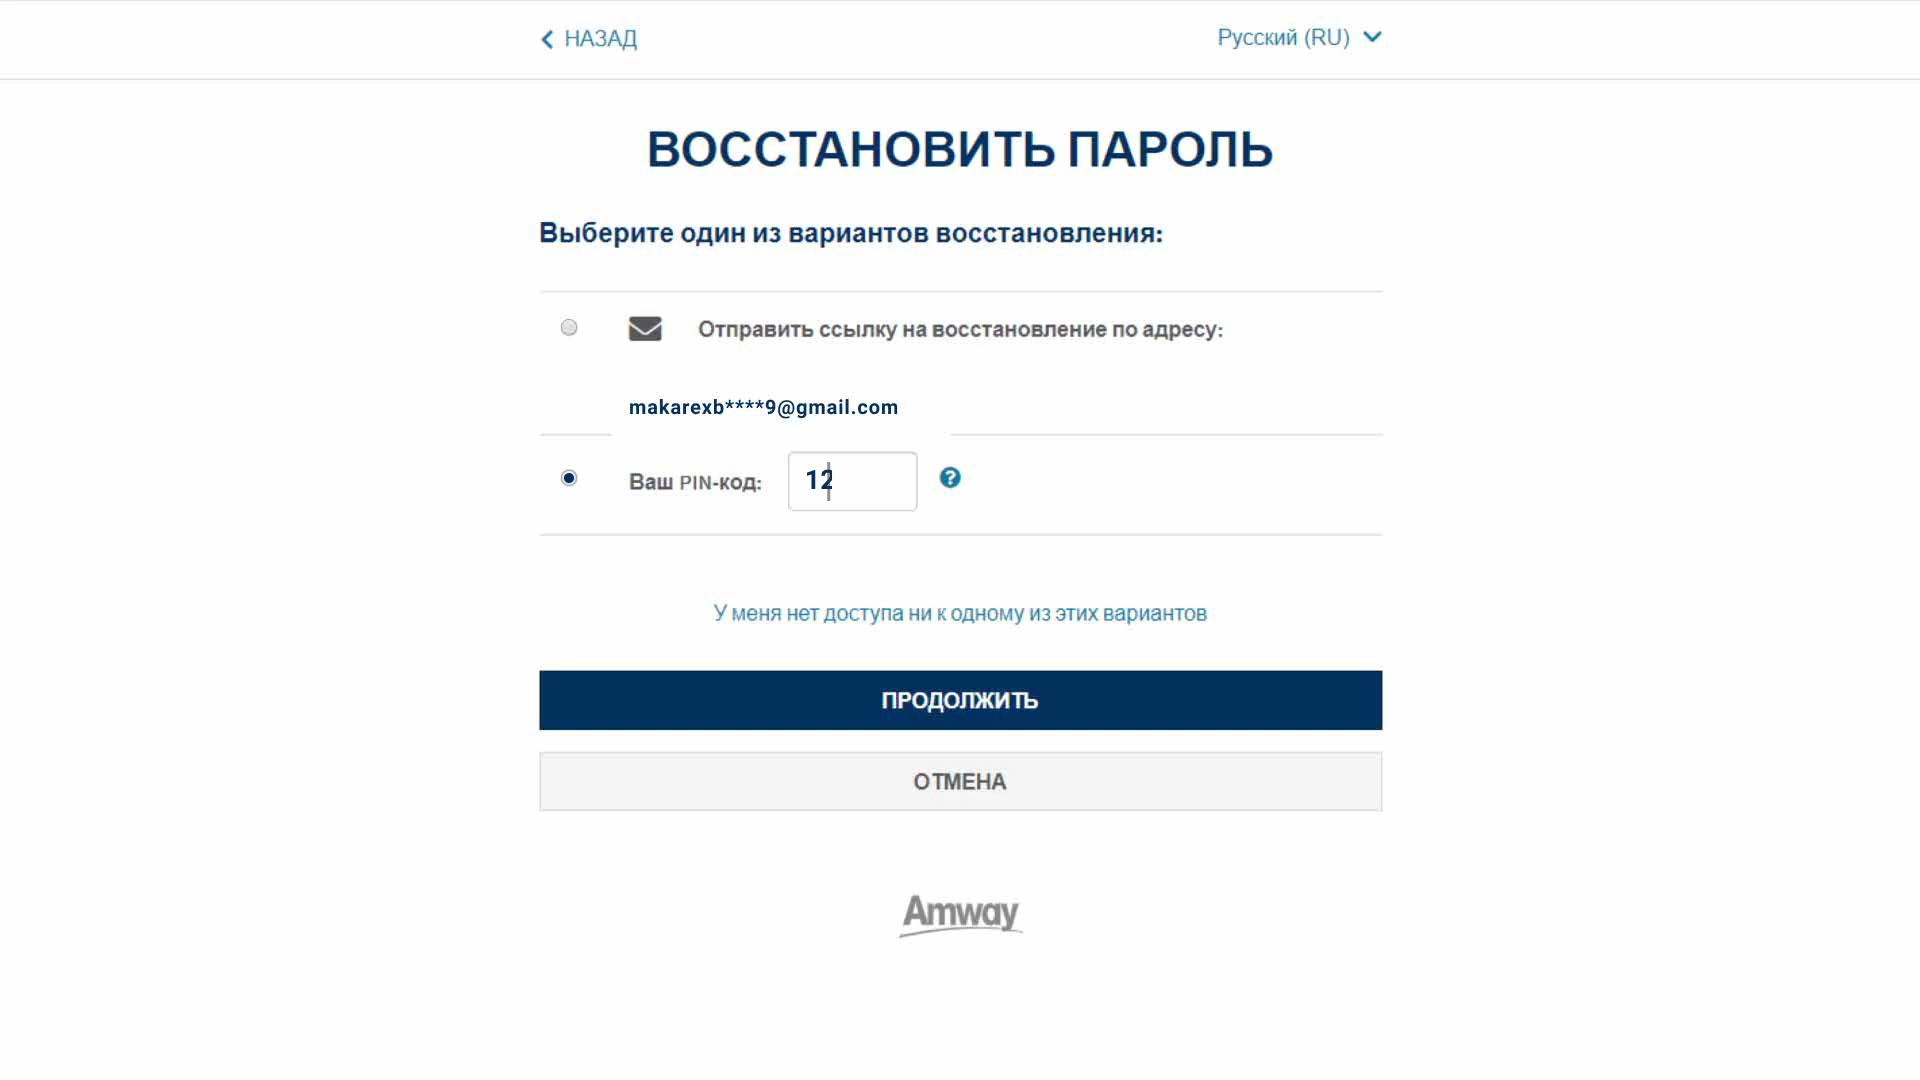 НАЗАД
Русский (RU)
ВОССТАНОВИТЬ ПАРОЛЬ
Выберите один из вариантов восстановления:
Отправить ссылку на восстановление по адресу:
makarexb****9@gmail.com
Ваш PIN-код: 12 ?
У меня нет доступа ни к одному из этих вариантов
ПРОДОЛЖИТЬ
ОТМЕНА
Amway